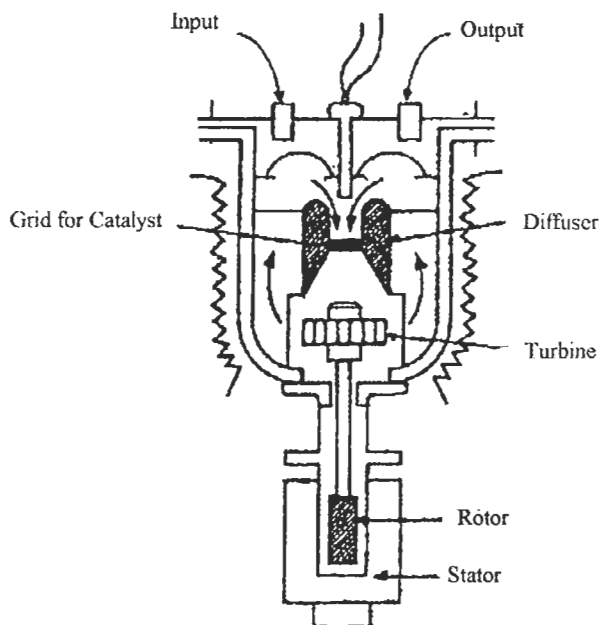 Input
Output
Grid for Catalyst
Diffuser
Turbine
Rotor
Stator